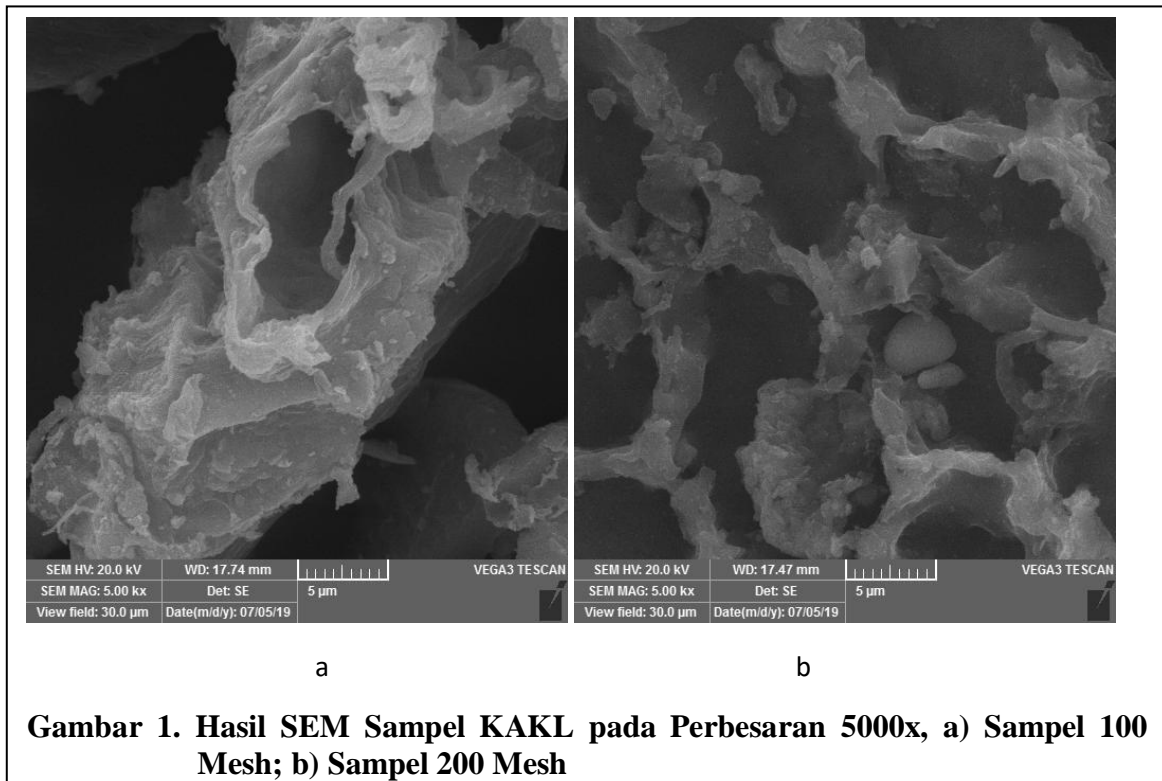 SEM HV: 20.0 kV WD: 17.74 mm VEGA3 TESCAN
SEM MAG: 5.00 kx Det: SE 5 µm
View field: 30.0 µm Date(m/d/y): 07/05/19
SEM HV: 20.0 kV WD: 17.47 mm VEGA3 TESCAN
SEM MAG: 5.00 kx Det: SE 5 µm
View field: 30.0 µm Date(m/d/y): 07/05/19
a
b
Gambar 1. Hasil SEM Sampel KAKL pada Perbesaran 5000x, a) Sampel 100
Mesh; b) Sampel 200 Mesh